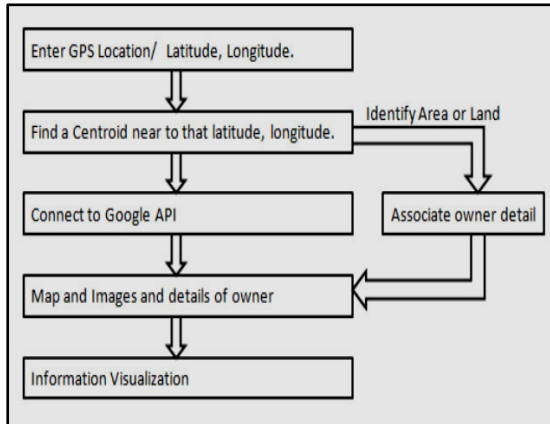 Enter GPS Location/ Latitude, Longitude.
Identify Area or Land
Find a Centroid near to that latitude, longitude.
Connect to Google API
Associate owner detail
Map and Images and details of owner
Information Visualization